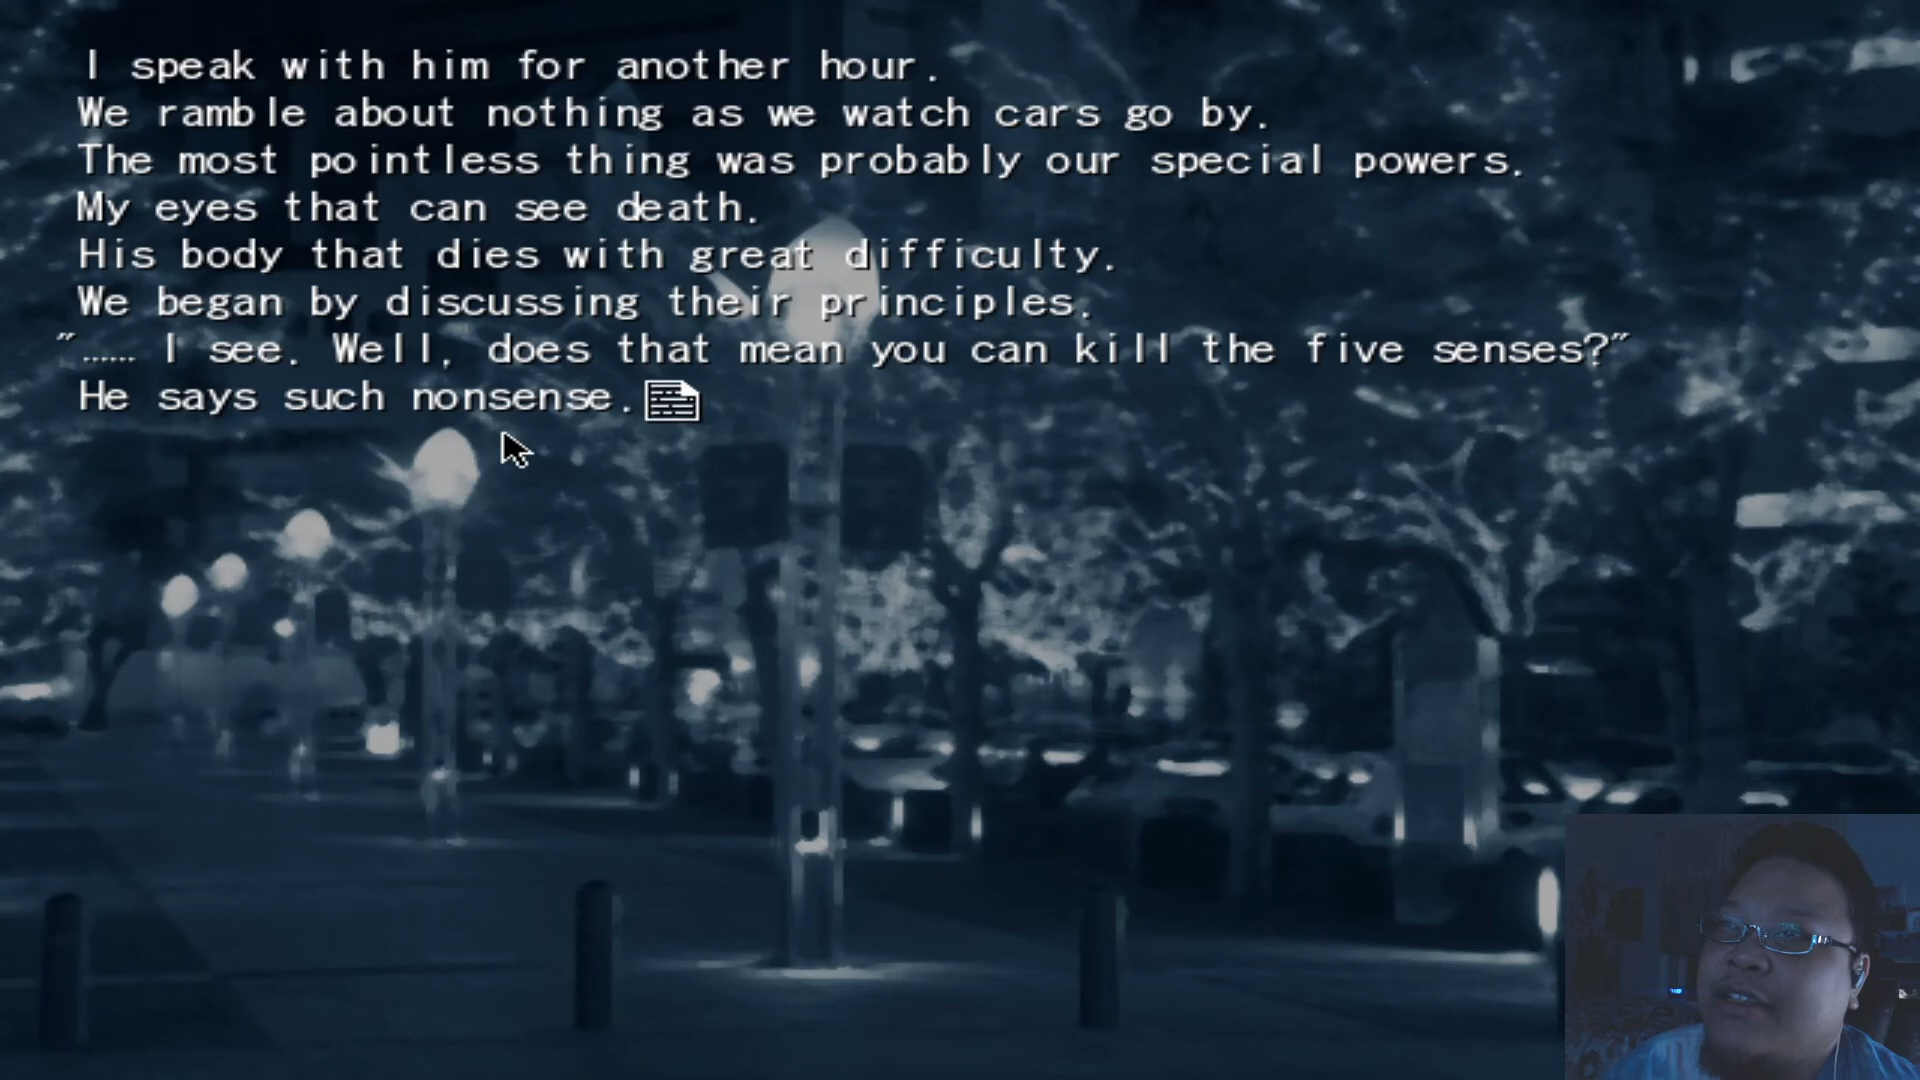 I speak with him for another hour.
We ramble about nothing as we watch cars go by.
The most pointless thing was probably our special powers.
My eyes that can see death.
His body that dies with great difficulty.
We began by discussing their principles.
"…… I see. Well, does that mean you can kill the five senses?"
He says such nonsense.